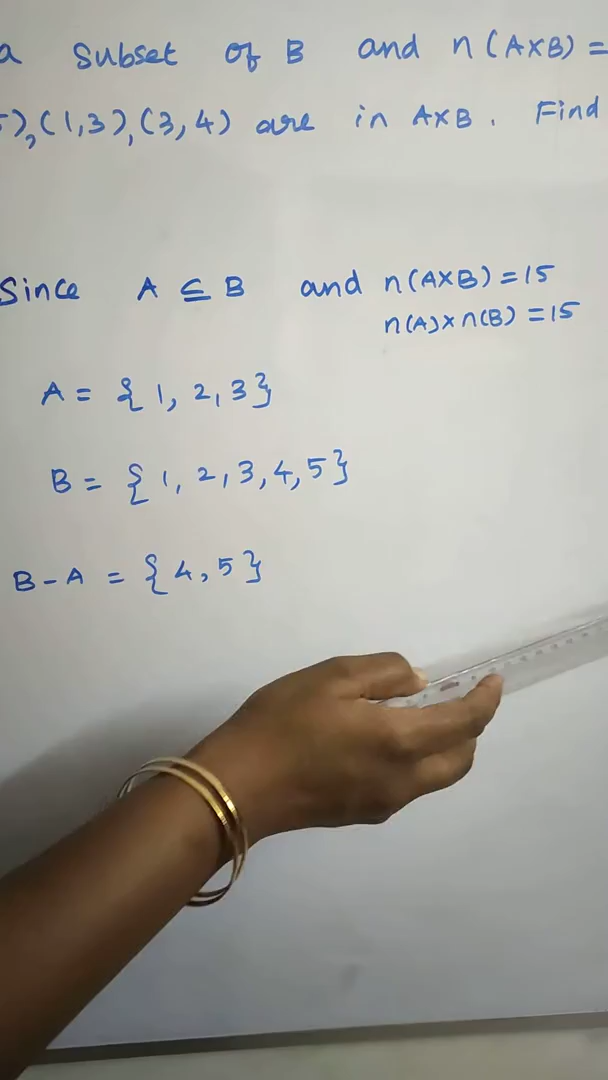 a subset of B and n(A×B) =
5),(1,3),(3,4) are in A×B. Find
Since A ⊆ B and n(A×B) = 15
n(A)×n(B) = 15
A = {1, 2, 3}
B = {1, 2, 3, 4, 5}
B - A = {4, 5}